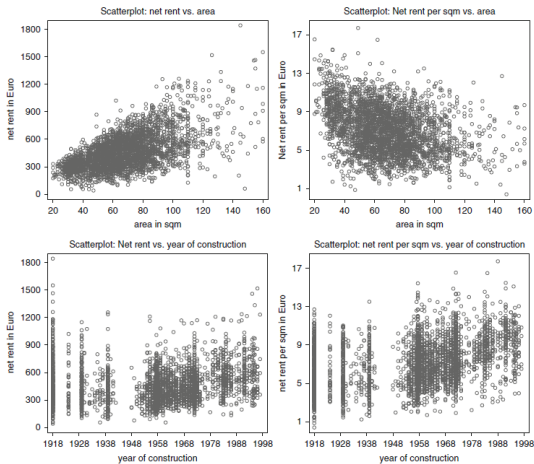 Scatterplot: net rent vs. area
net rent in Euro
1800
1500
1200
900
600
300
0
20 40 60 80 100 120 140 160
area in sqm
Scatterplot: Net rent per sqm vs. area
Net rent per sqm in Euro
17
13
9
5
1
20 40 60 80 100 120 140 160
area in sqm
Scatterplot: Net rent vs. year of construction
net rent in Euro
1800
1500
1200
900
600
300
0
1918 1928 1938 1948 1958 1968 1978 1988 1998
year of construction
Scatterplot: net rent per sqm vs. year of construction
net rent per sqm in Euro
17
13
9
5
1
1918 1928 1938 1948 1958 1968 1978 1988 1998
year of construction